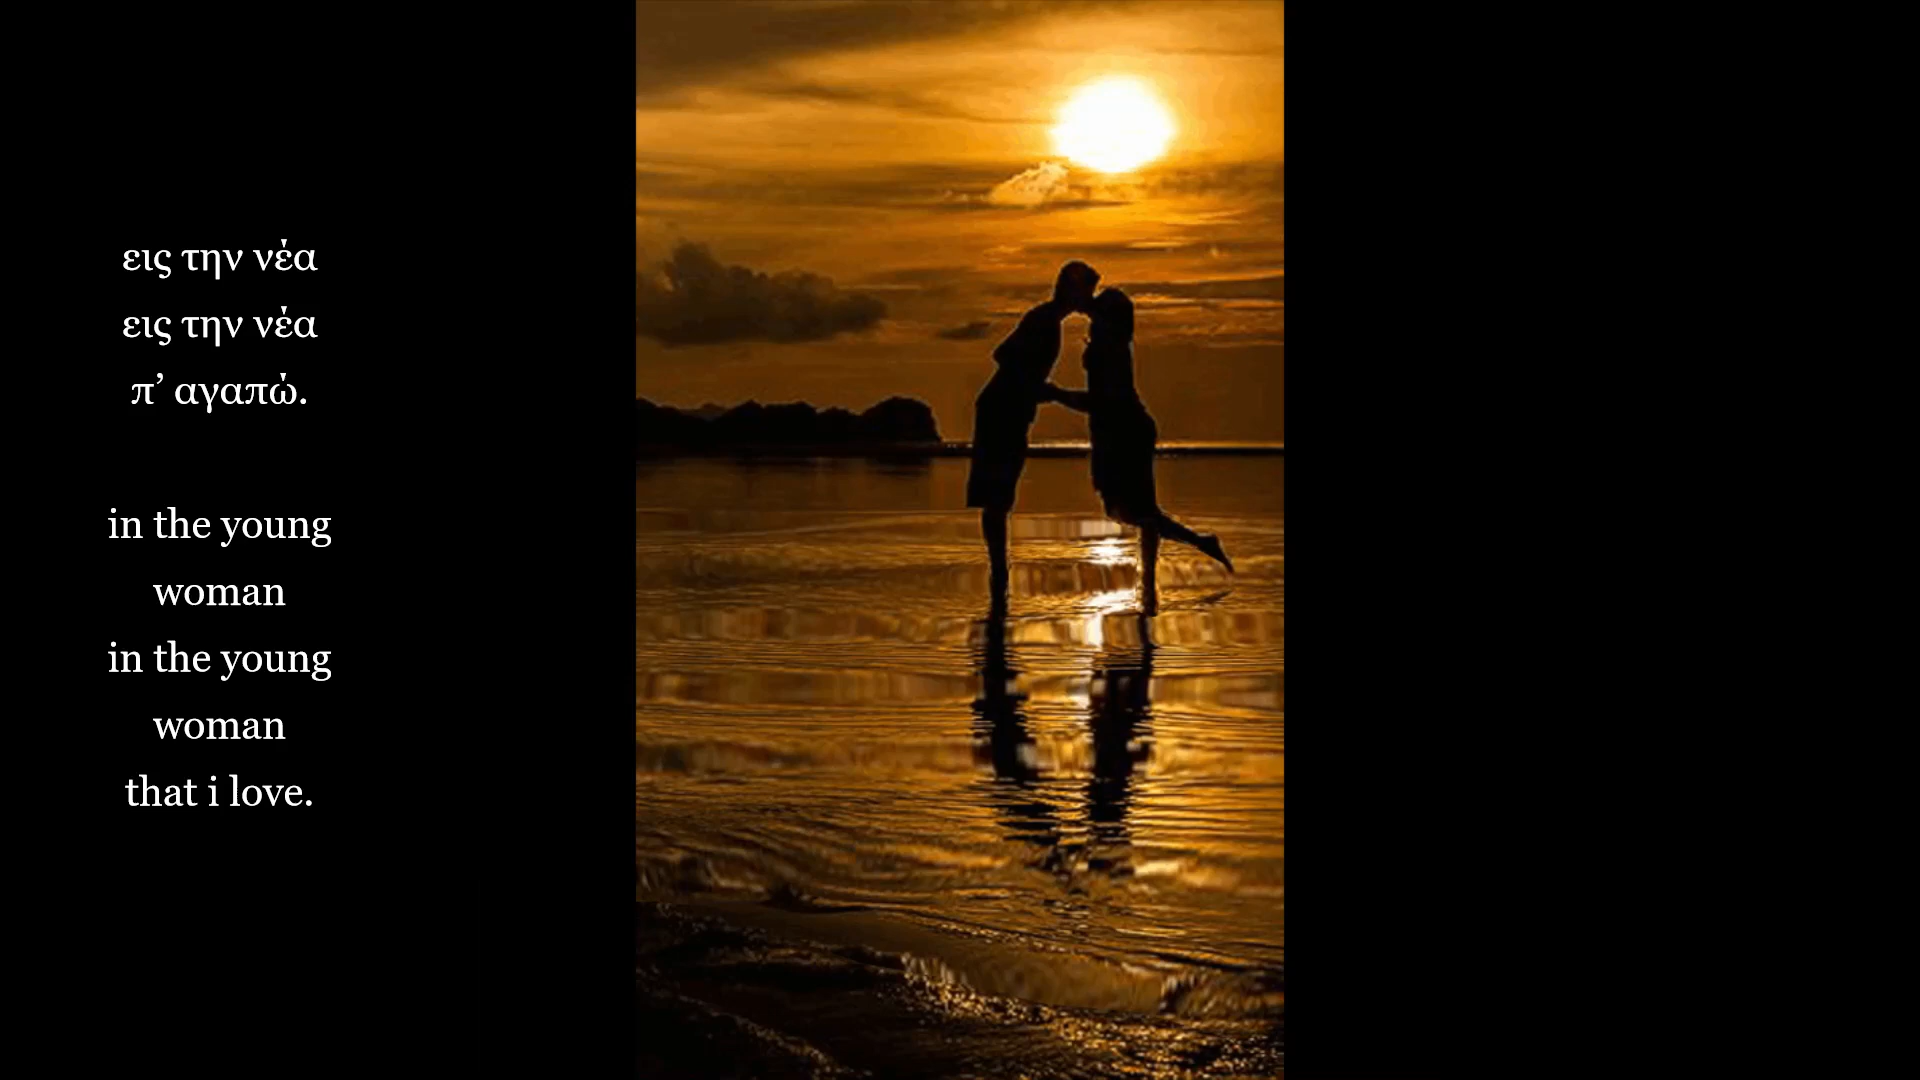 εις την νέα
εις την νέα
π’ αγαπώ.
in the young
woman
in the young
woman
that i love.